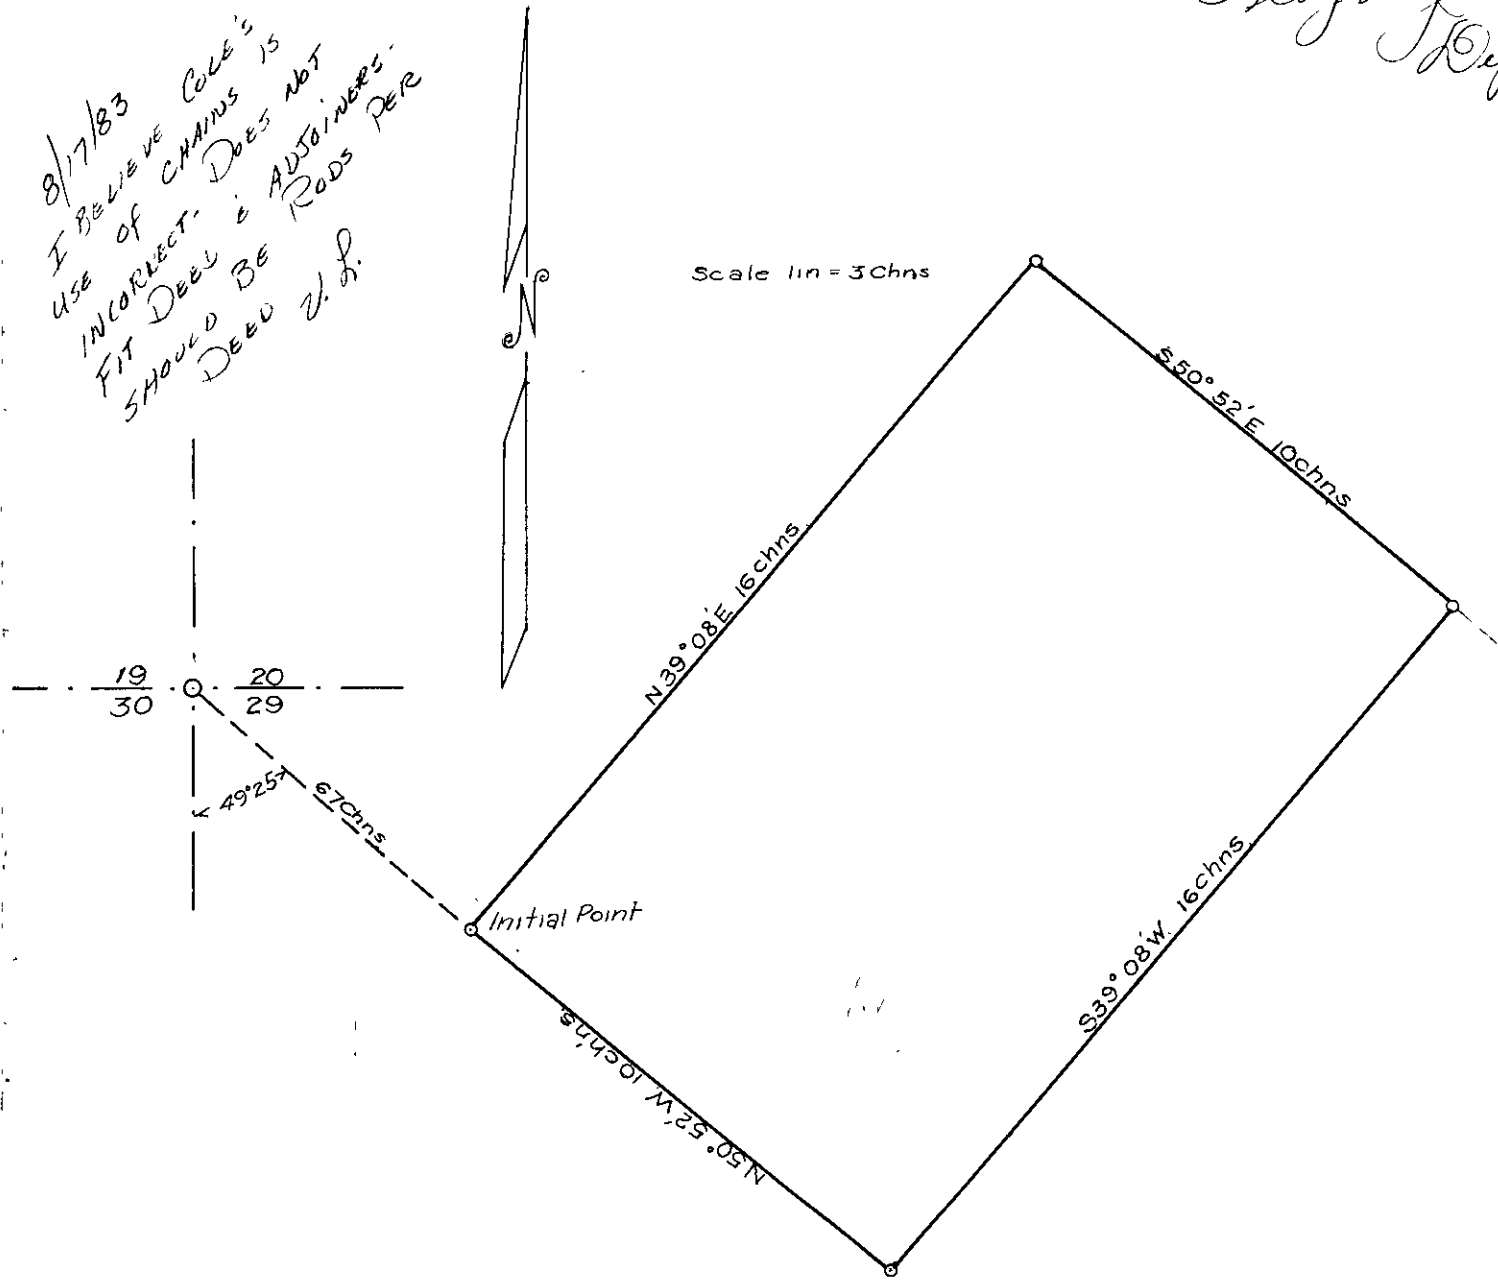 8/17/83
I BELIEVE COLE'S
USE OF CHAINS IS
INCORRECT. DOES NOT
FIT DEED & ADJOINERS.
SHOULD BE RODS PER
DEED V. L.
N
Scale 1in = 3Chns
S50°52'E 10chns
N39°08'E 16chns
19 20
30 29
49°25'
67Chns
Initial Point
S39°08'W 16chns
N50°52'W 10ch'ns